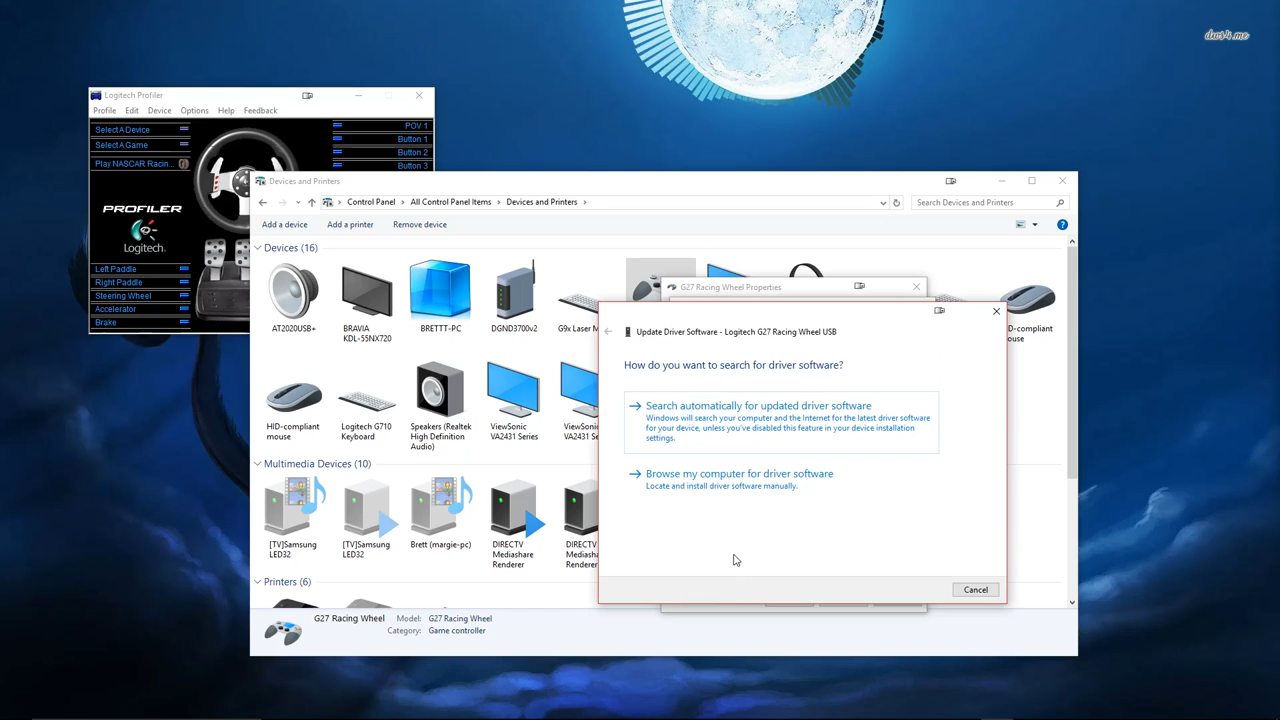 dws4.me
Logitech Profiler
Profile Edit Device Options Help Feedback
Select A Device
Select A Game
Play NASCAR Racin...
PROFILER
Logitech
Left Paddle
Right Paddle
Steering Wheel
Accelerator
Brake
POV 1
Button 1
Button 2
Button 3
Devices and Printers
Control Panel All Control Panel Items Devices and Printers
Search Devices and Printers
Add a device Add a printer Remove device
Devices (16)
AT2020USB+
BRAVIA
KDL-55NX720
BRETTT-PC
DGND3700v2
G9x Laser M
HID-compliant
mouse
Logitech G710
Keyboard
Speakers (Realtek
High Definition
Audio)
ViewSonic
VA2431 Series
ViewSonic
VA2431 Series
D-compliant
ouse
Multimedia Devices (10)
[TV]Samsung
LED32
[TV]Samsung
LED32
Brett (margie-pc)
DIRECTV
Mediashare
Renderer
DIRECTV
Mediashare
Renderer
Printers (6)
G27 Racing Wheel
Model: G27 Racing Wheel
Category: Game controller
G27 Racing Wheel Properties
Update Driver Software - Logitech G27 Racing Wheel USB
How do you want to search for driver software?
Search automatically for updated driver software
Windows will search your computer and the Internet for the latest driver software
for your device, unless you've disabled this feature in your device installation
settings.
Browse my computer for driver software
Locate and install driver software manually.
Cancel